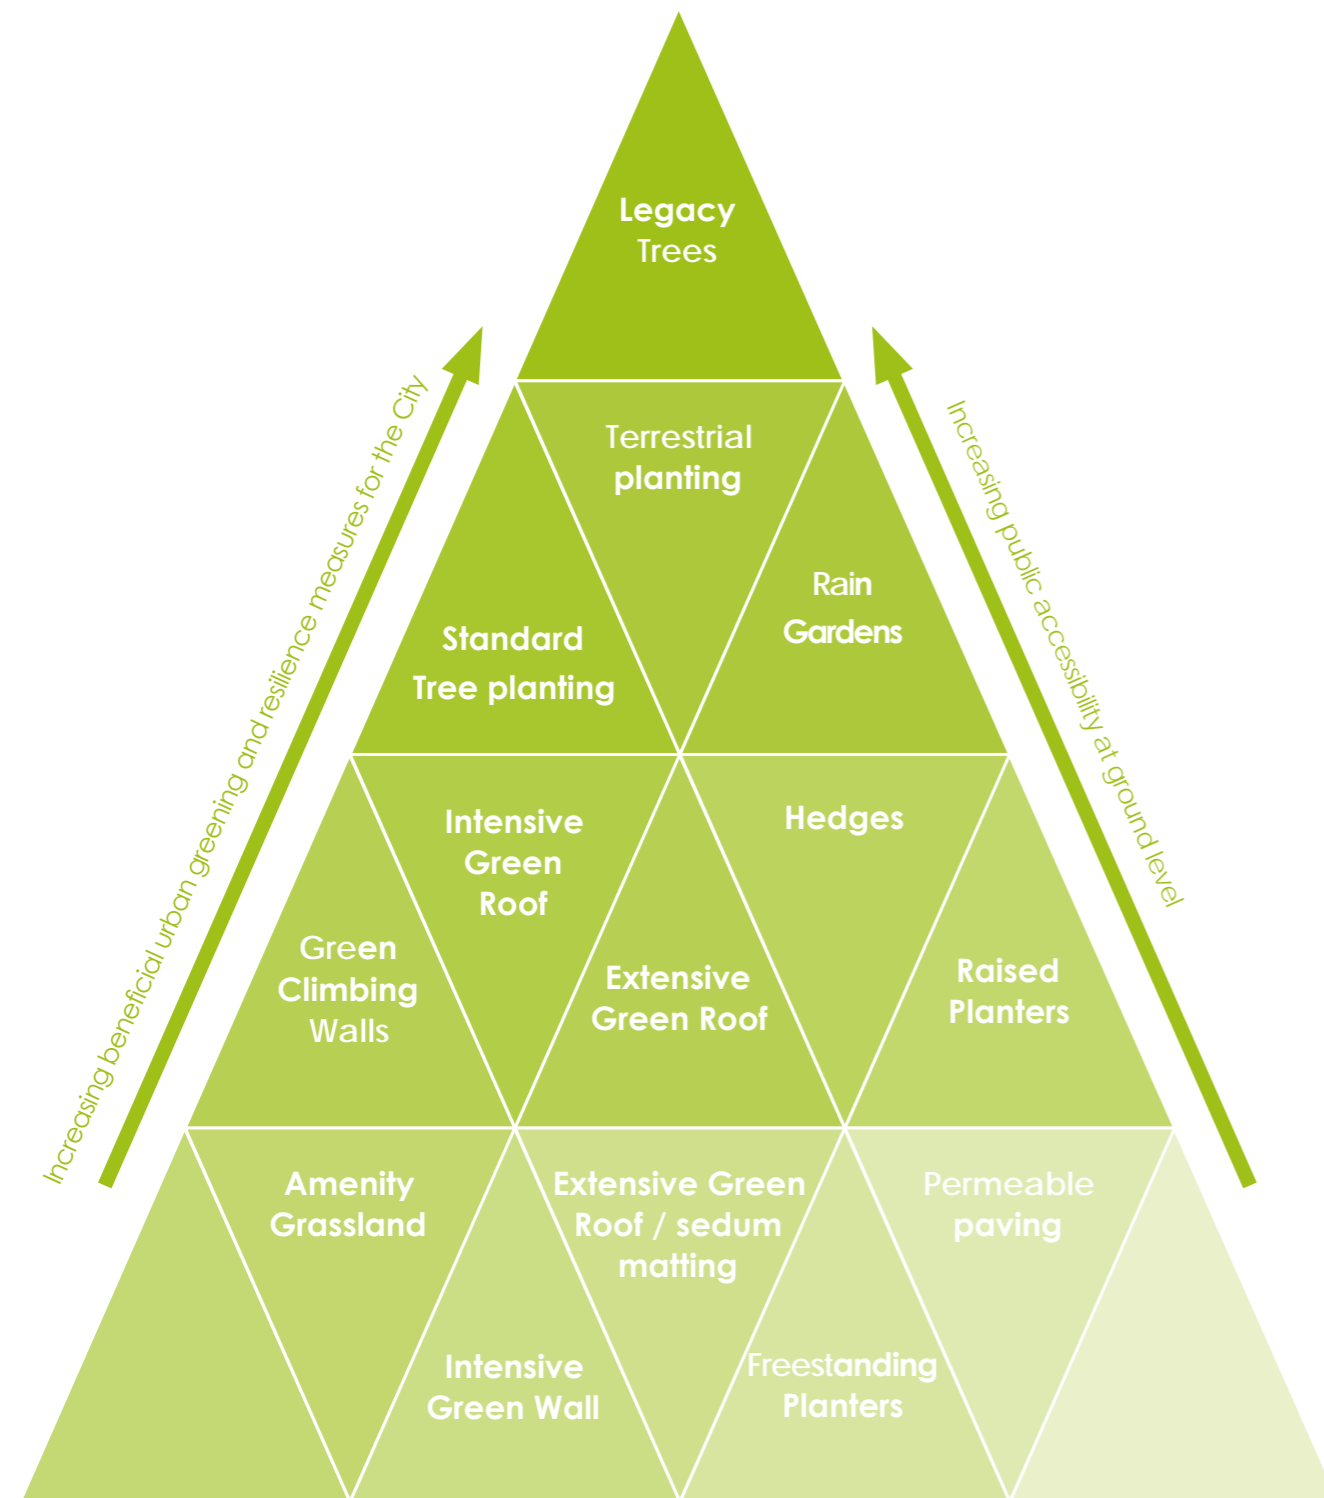 Legacy
Trees
Increasing beneficial urban greening and resilience measures for the City
Increasing public accessibility at ground level
Terrestrial
planting
Standard
Tree planting
Rain
Gardens
Green
Climbing
Walls
Intensive
Green
Roof
Extensive
Green Roof
Hedges
Raised
Planters
Amenity
Grassland
Intensive
Green Wall
Extensive Green
Roof / sedum
matting
Freestanding
Planters
Permeable
paving